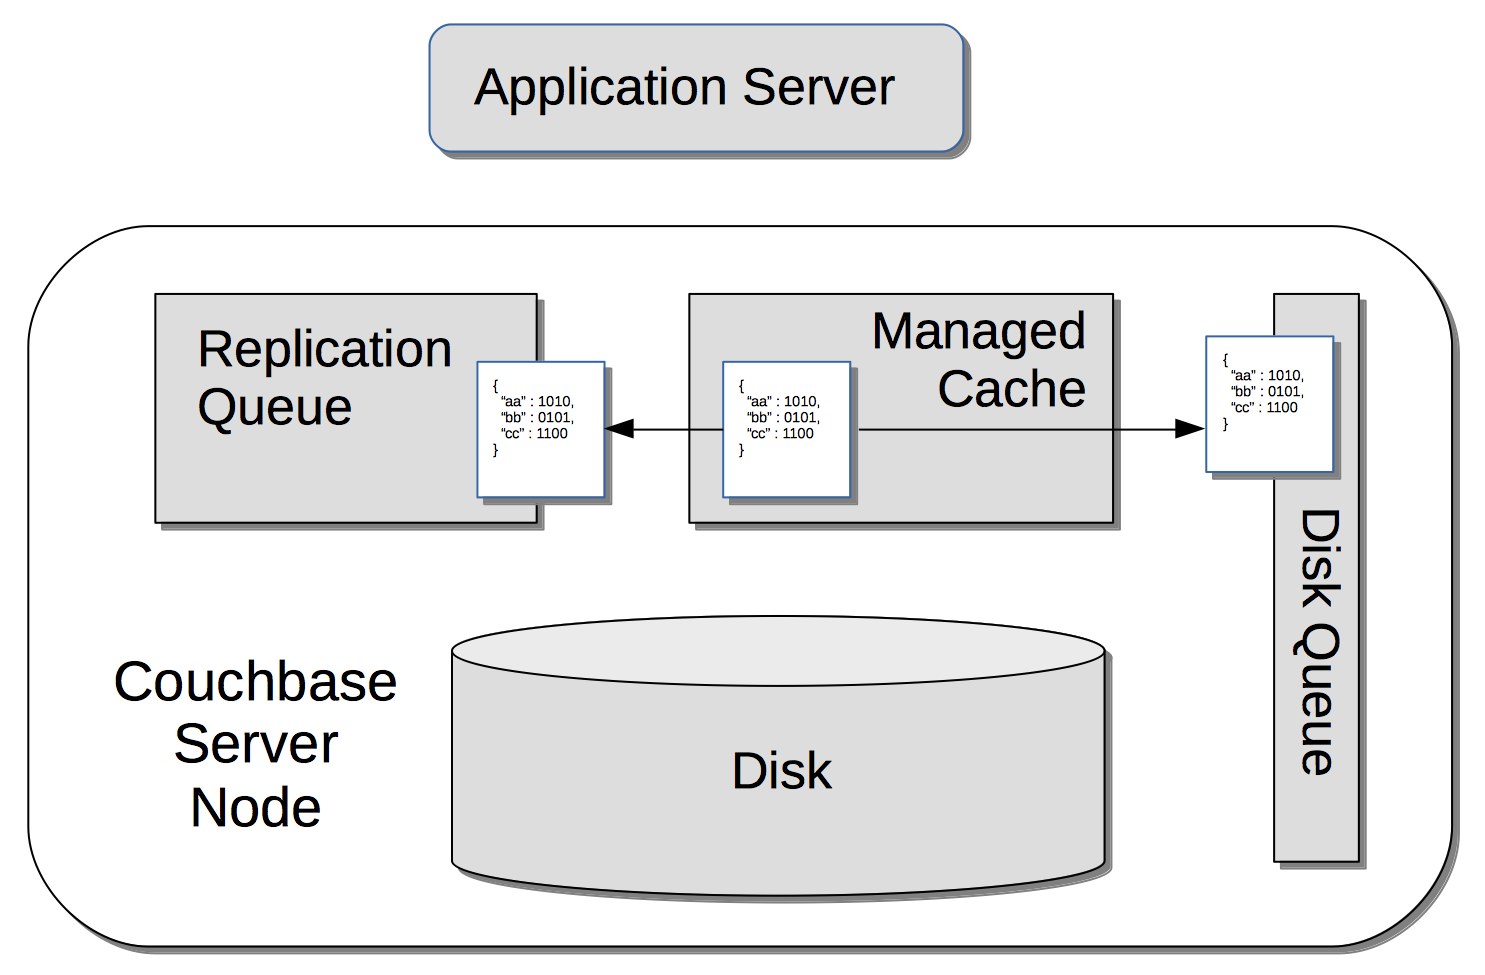 Application Server
Replication
Queue
{
"aa" : 1010,
"bb" : 0101,
"cc" : 1100
}
Managed
Cache
{
"aa" : 1010,
"bb" : 0101,
"cc" : 1100
}
{
"aa" : 1010,
"bb" : 0101,
"cc" : 1100
}
Disk Queue
Couchbase
Server
Node
Disk